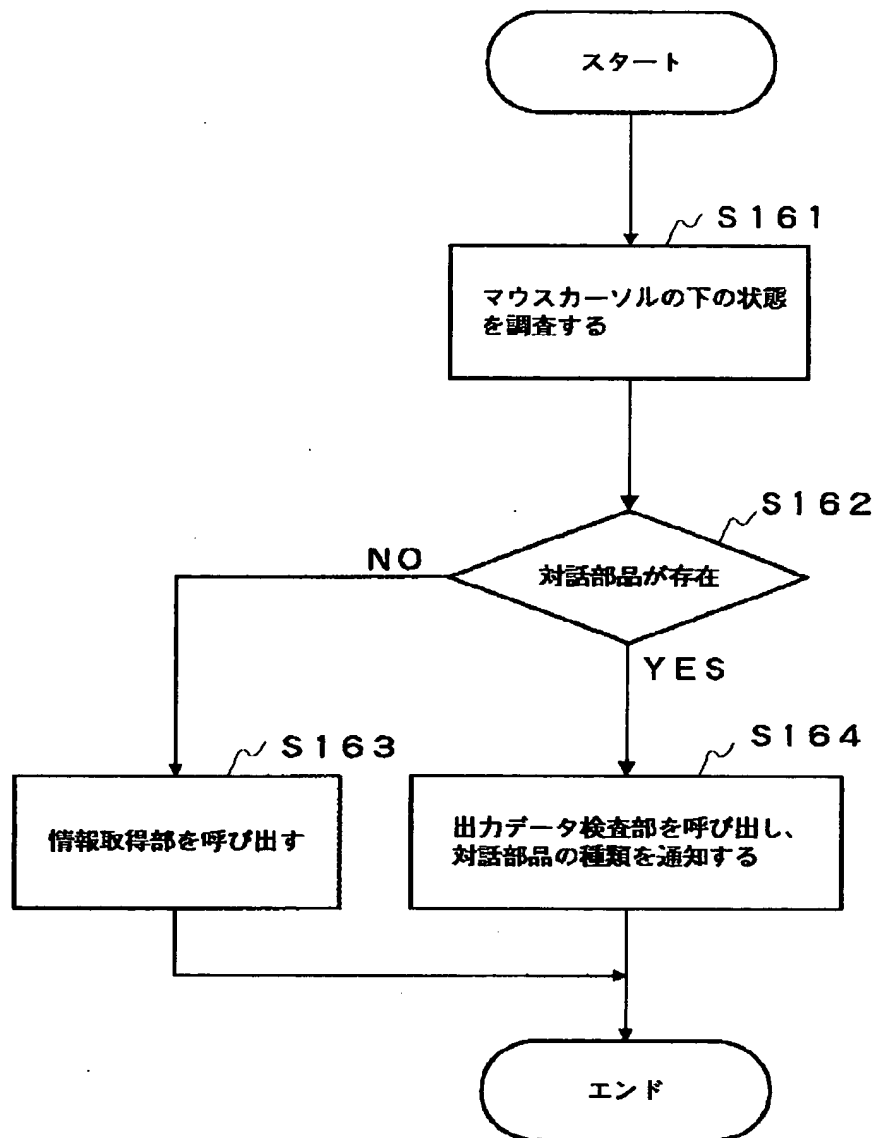 スタート
S161
マウスカーソルの下の状態
を調査する
S162
対話部品が存在
NO
YES
S163
情報取得部を呼び出す
S164
出力データ検査部を呼び出し、
対話部品の種類を通知する
エンド